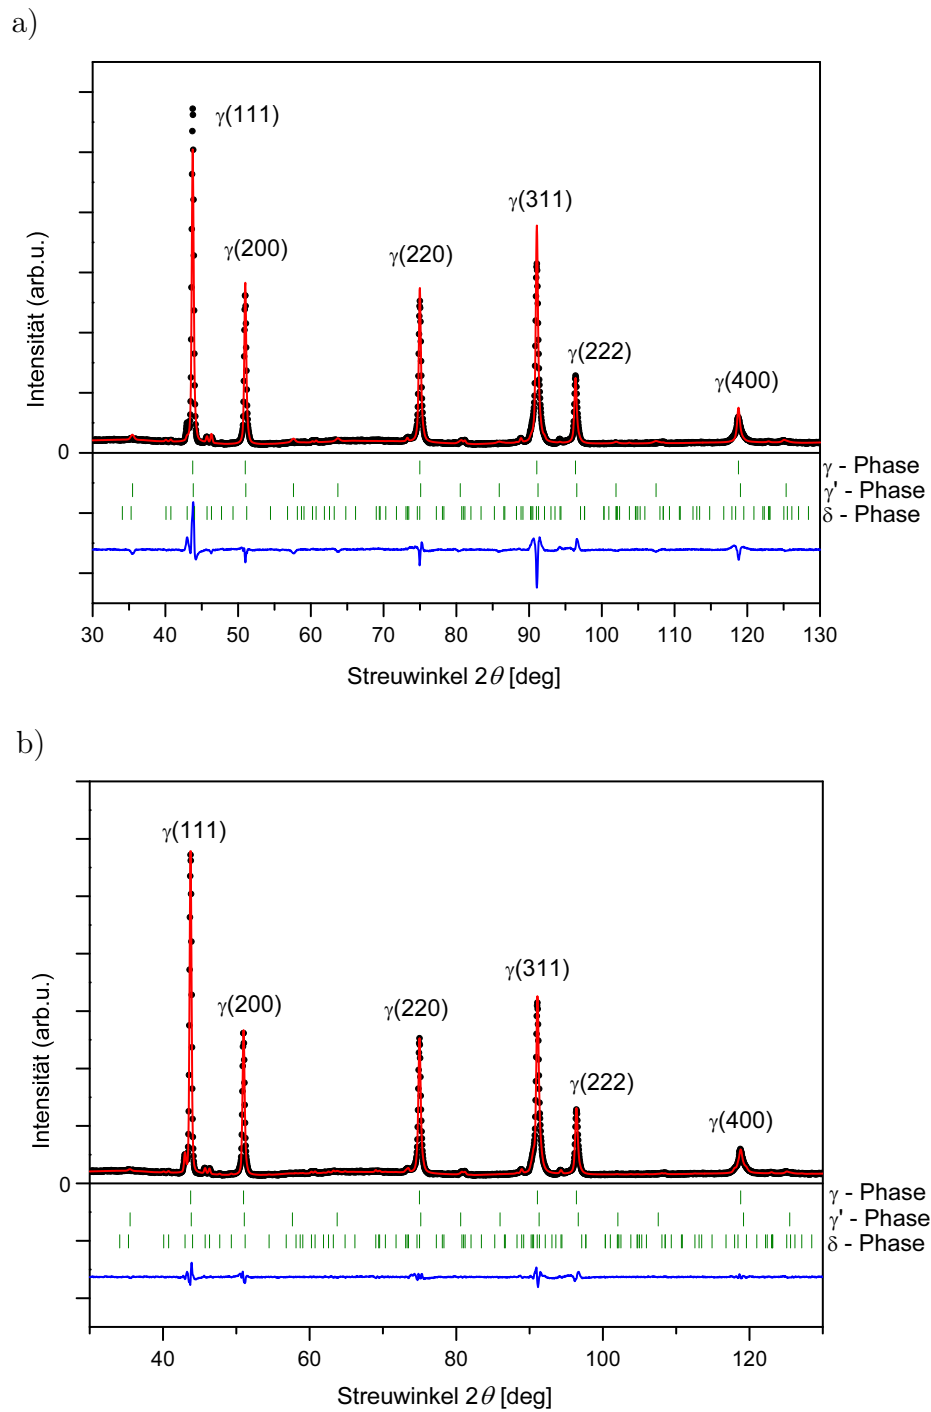 a)
γ(111)
γ(311)
γ(200)
γ(220)
γ(222)
γ(400)
Intensität (arb.u.)
0
γ - Phase
γ' - Phase
δ - Phase
30 40 50 60 70 80 90 100 110 120 130
Streuwinkel 2θ [deg]
b)
γ(111)
γ(311)
γ(200)
γ(220)
γ(222)
γ(400)
Intensität (arb.u.)
0
γ - Phase
γ' - Phase
δ - Phase
40 60 80 100 120
Streuwinkel 2θ [deg]